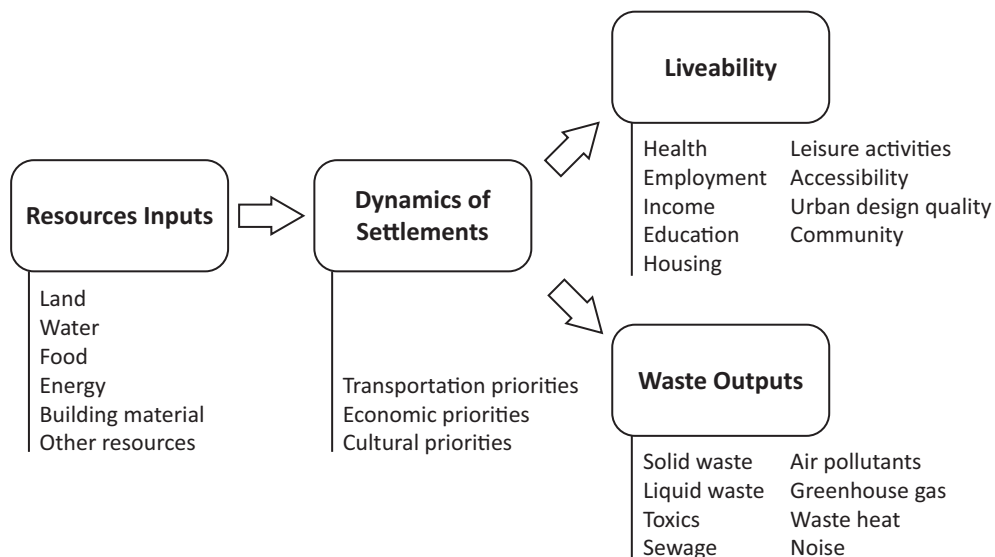 Liveability
Health
Employment
Income
Education
Housing
Leisure activities
Accessibility
Urban design quality
Community
Resources Inputs
Land
Water
Food
Energy
Building material
Other resources
Dynamics of
Settlements
Transportation priorities
Economic priorities
Cultural priorities
Waste Outputs
Solid waste
Liquid waste
Toxics
Sewage
Air pollutants
Greenhouse gas
Waste heat
Noise